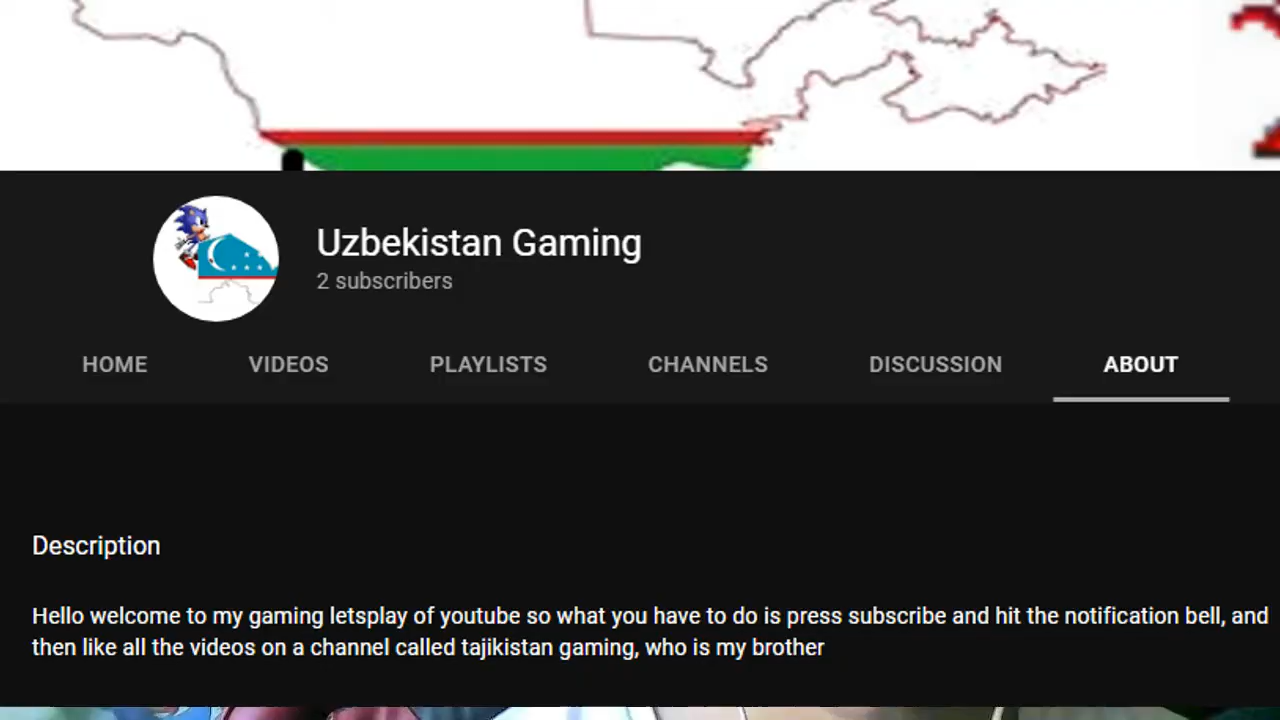 Uzbekistan Gaming
2 subscribers
HOME VIDEOS PLAYLISTS CHANNELS DISCUSSION ABOUT
Description
Hello welcome to my gaming letsplay of youtube so what you have to do is press subscribe and hit the notification bell, and
then like all the videos on a channel called tajikistan gaming, who is my brother